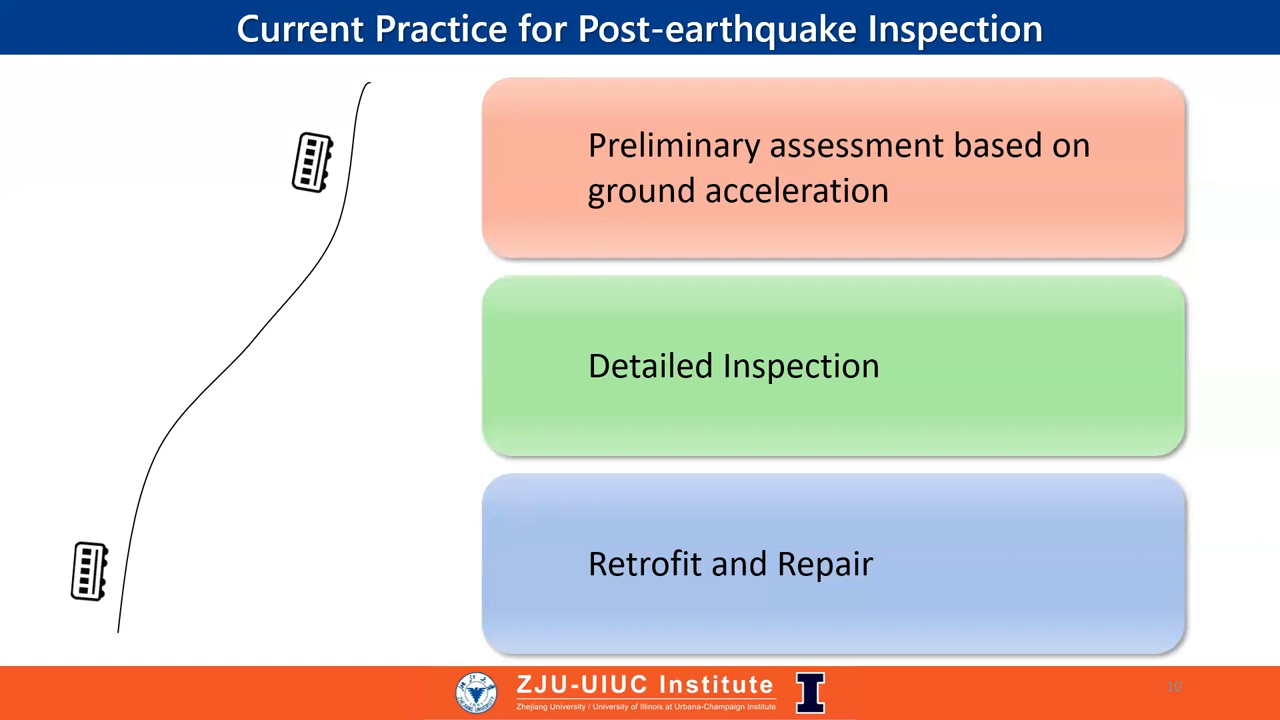 Current Practice for Post-earthquake Inspection
Preliminary assessment based on
ground acceleration
Detailed Inspection
Retrofit and Repair
ZJU-UIUC Institute
Zhejiang University / University of Illinois at Urbana-Champaign Institute
10